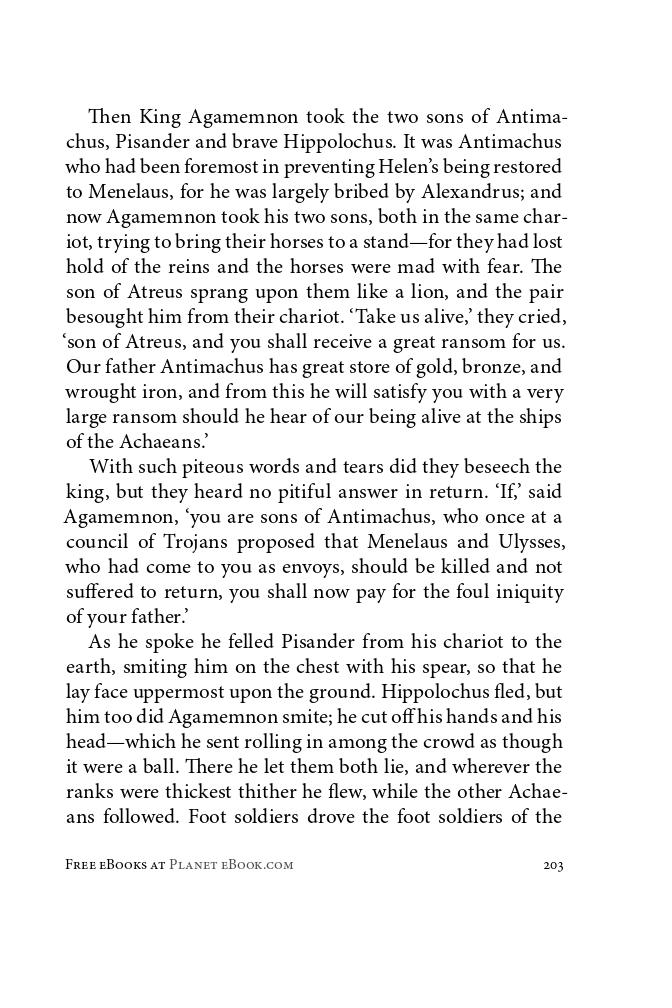 Then King Agamemnon took the two sons of Antima-
chus, Pisander and brave Hippolochus. It was Antimachus
who had been foremost in preventing Helen’s being restored
to Menelaus, for he was largely bribed by Alexandrus; and
now Agamemnon took his two sons, both in the same char-
iot, trying to bring their horses to a stand—for they had lost
hold of the reins and the horses were mad with fear. The
son of Atreus sprang upon them like a lion, and the pair
besought him from their chariot. ‘Take us alive,’ they cried,
‘son of Atreus, and you shall receive a great ransom for us.
Our father Antimachus has great store of gold, bronze, and
wrought iron, and from this he will satisfy you with a very
large ransom should he hear of our being alive at the ships
of the Achaeans.’
With such piteous words and tears did they beseech the
king, but they heard no pitiful answer in return. ‘If,’ said
Agamemnon, ‘you are sons of Antimachus, who once at a
council of Trojans proposed that Menelaus and Ulysses,
who had come to you as envoys, should be killed and not
suffered to return, you shall now pay for the foul iniquity
of your father.’
As he spoke he felled Pisander from his chariot to the
earth, smiting him on the chest with his spear, so that he
lay face uppermost upon the ground. Hippolochus fled, but
him too did Agamemnon smite; he cut off his hands and his
head—which he sent rolling in among the crowd as though
it were a ball. There he let them both lie, and wherever the
ranks were thickest thither he flew, while the other Achae-
ans followed. Foot soldiers drove the foot soldiers of the
Free eBooks at Planet eBook.com
203